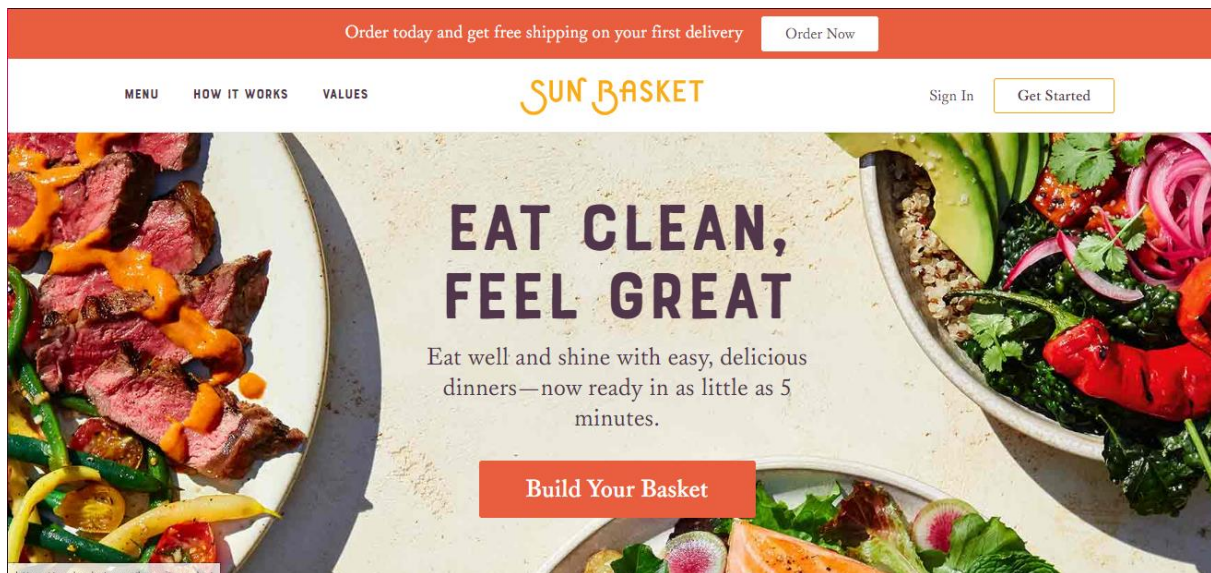 Order today and get free shipping on your first delivery
Order Now
MENU
HOW IT WORKS
VALUES
SUN BASKET
Sign In
Get Started
EAT CLEAN,
FEEL GREAT
Eat well and shine with easy, delicious
dinners—now ready in as little as 5
minutes.
Build Your Basket